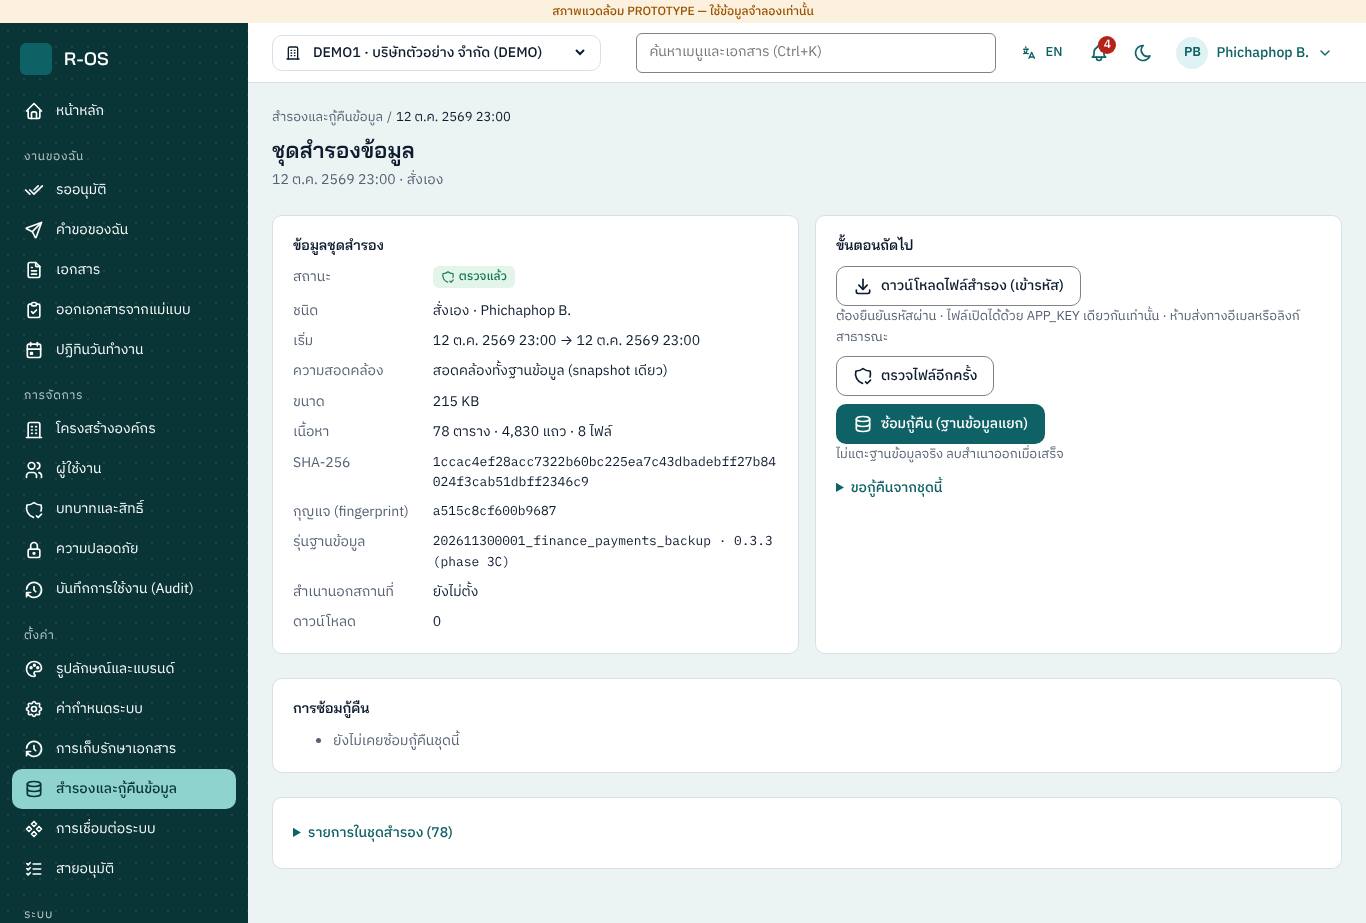 สภาพแวดล้อม PROTOTYPE — ใช้ข้อมูลจำลองเท่านั้น
R-OS
หน้าหลัก
งานของฉัน
รออนุมัติ
คำขอของฉัน
เอกสาร
ออกเอกสารจากแม่แบบ
ปฏิทินวันทำงาน
การจัดการ
โครงสร้างองค์กร
ผู้ใช้งาน
บทบาทและสิทธิ์
ความปลอดภัย
บันทึกการใช้งาน (Audit)
ตั้งค่า
รูปลักษณ์และแบรนด์
ค่ากำหนดระบบ
การเก็บรักษาเอกสาร
สำรองและกู้คืนข้อมูล
การเชื่อมต่อระบบ
สายอนุมัติ
ระบบ
DEMO1 · บริษัทตัวอย่าง จำกัด (DEMO)
ค้นหาเมนูและเอกสาร (Ctrl+K)
EN
4
PB
Phichaphop B.
สำรองและกู้คืนข้อมูล / 12 ต.ค. 2569 23:00
ชุดสำรองข้อมูล
12 ต.ค. 2569 23:00 · สั่งเอง
ข้อมูลชุดสำรอง
สถานะ ตรวจแล้ว
ชนิด สั่งเอง · Phichaphop B.
เริ่ม 12 ต.ค. 2569 23:00 → 12 ต.ค. 2569 23:00
ความสอดคล้อง สอดคล้องทั้งฐานข้อมูล (snapshot เดียว)
ขนาด 215 KB
เนื้อหา 78 ตาราง · 4,830 แถว · 8 ไฟล์
SHA-256 1ccac4ef28acc7322b60bc225ea7c43dbadebff27b84
024f3cab51dbff2346c9
กุญแจ (fingerprint) a515c8cf600b9687
รุ่นฐานข้อมูล 202611300001_finance_payments_backup · 0.3.3
(phase 3C)
สำเนานอกสถานที่ ยังไม่ตั้ง
ดาวน์โหลด 0
ขั้นตอนถัดไป
ดาวน์โหลดไฟล์สำรอง (เข้ารหัส)
ต้องยืนยันรหัสผ่าน · ไฟล์เปิดได้ด้วย APP_KEY เดียวกันเท่านั้น · ห้ามส่งทางอีเมลหรือลิงก์
สาธารณะ
ตรวจไฟล์อีกครั้ง
ซ้อมกู้คืน (ฐานข้อมูลแยก)
ไม่แตะฐานข้อมูลจริง ลบสำเนาออกเมื่อเสร็จ
ขอกู้คืนจากชุดนี้
การซ้อมกู้คืน
ยังไม่เคยซ้อมกู้คืนชุดนี้
รายการในชุดสำรอง (78)